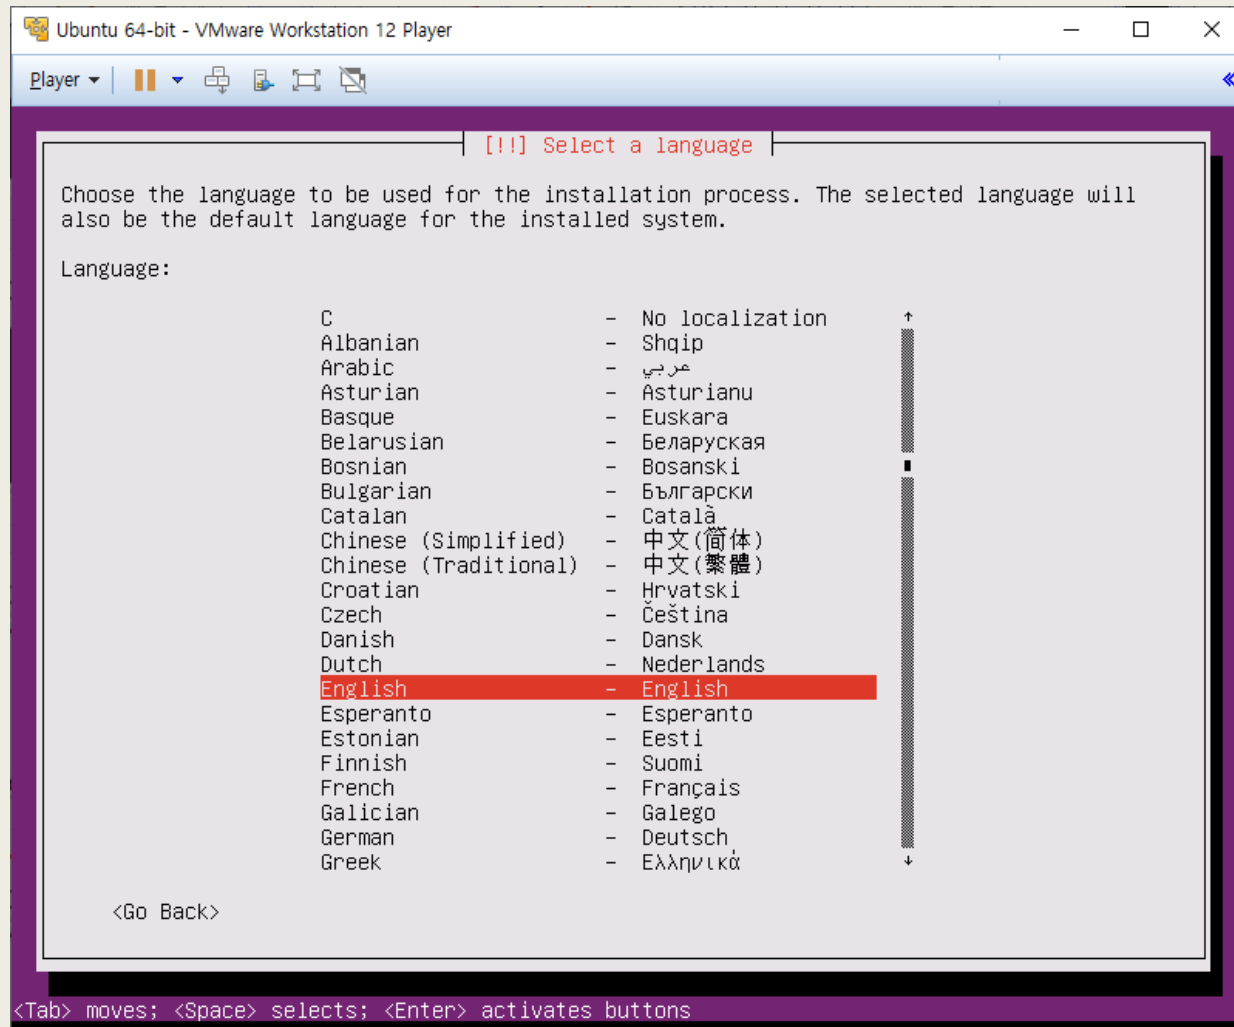 Ubuntu 64-bit - VMware Workstation 12 Player
Player
[!!] Select a language
Choose the language to be used for the installation process. The selected language will
also be the default language for the installed system.
Language:
C - No localization
Albanian - Shqip
Arabic - عربي
Asturian - Asturianu
Basque - Euskara
Belarusian - Беларуская
Bosnian - Bosanski
Bulgarian - Български
Catalan - Català
Chinese (Simplified) - 中文(简体)
Chinese (Traditional) - 中文(繁體)
Croatian - Hrvatski
Czech - Čeština
Danish - Dansk
Dutch - Nederlands
English - English
Esperanto - Esperanto
Estonian - Eesti
Finnish - Suomi
French - Français
Galician - Galego
German - Deutsch
Greek - Ελληνικά
<Go Back>
<Tab> moves; <Space> selects; <Enter> activates buttons